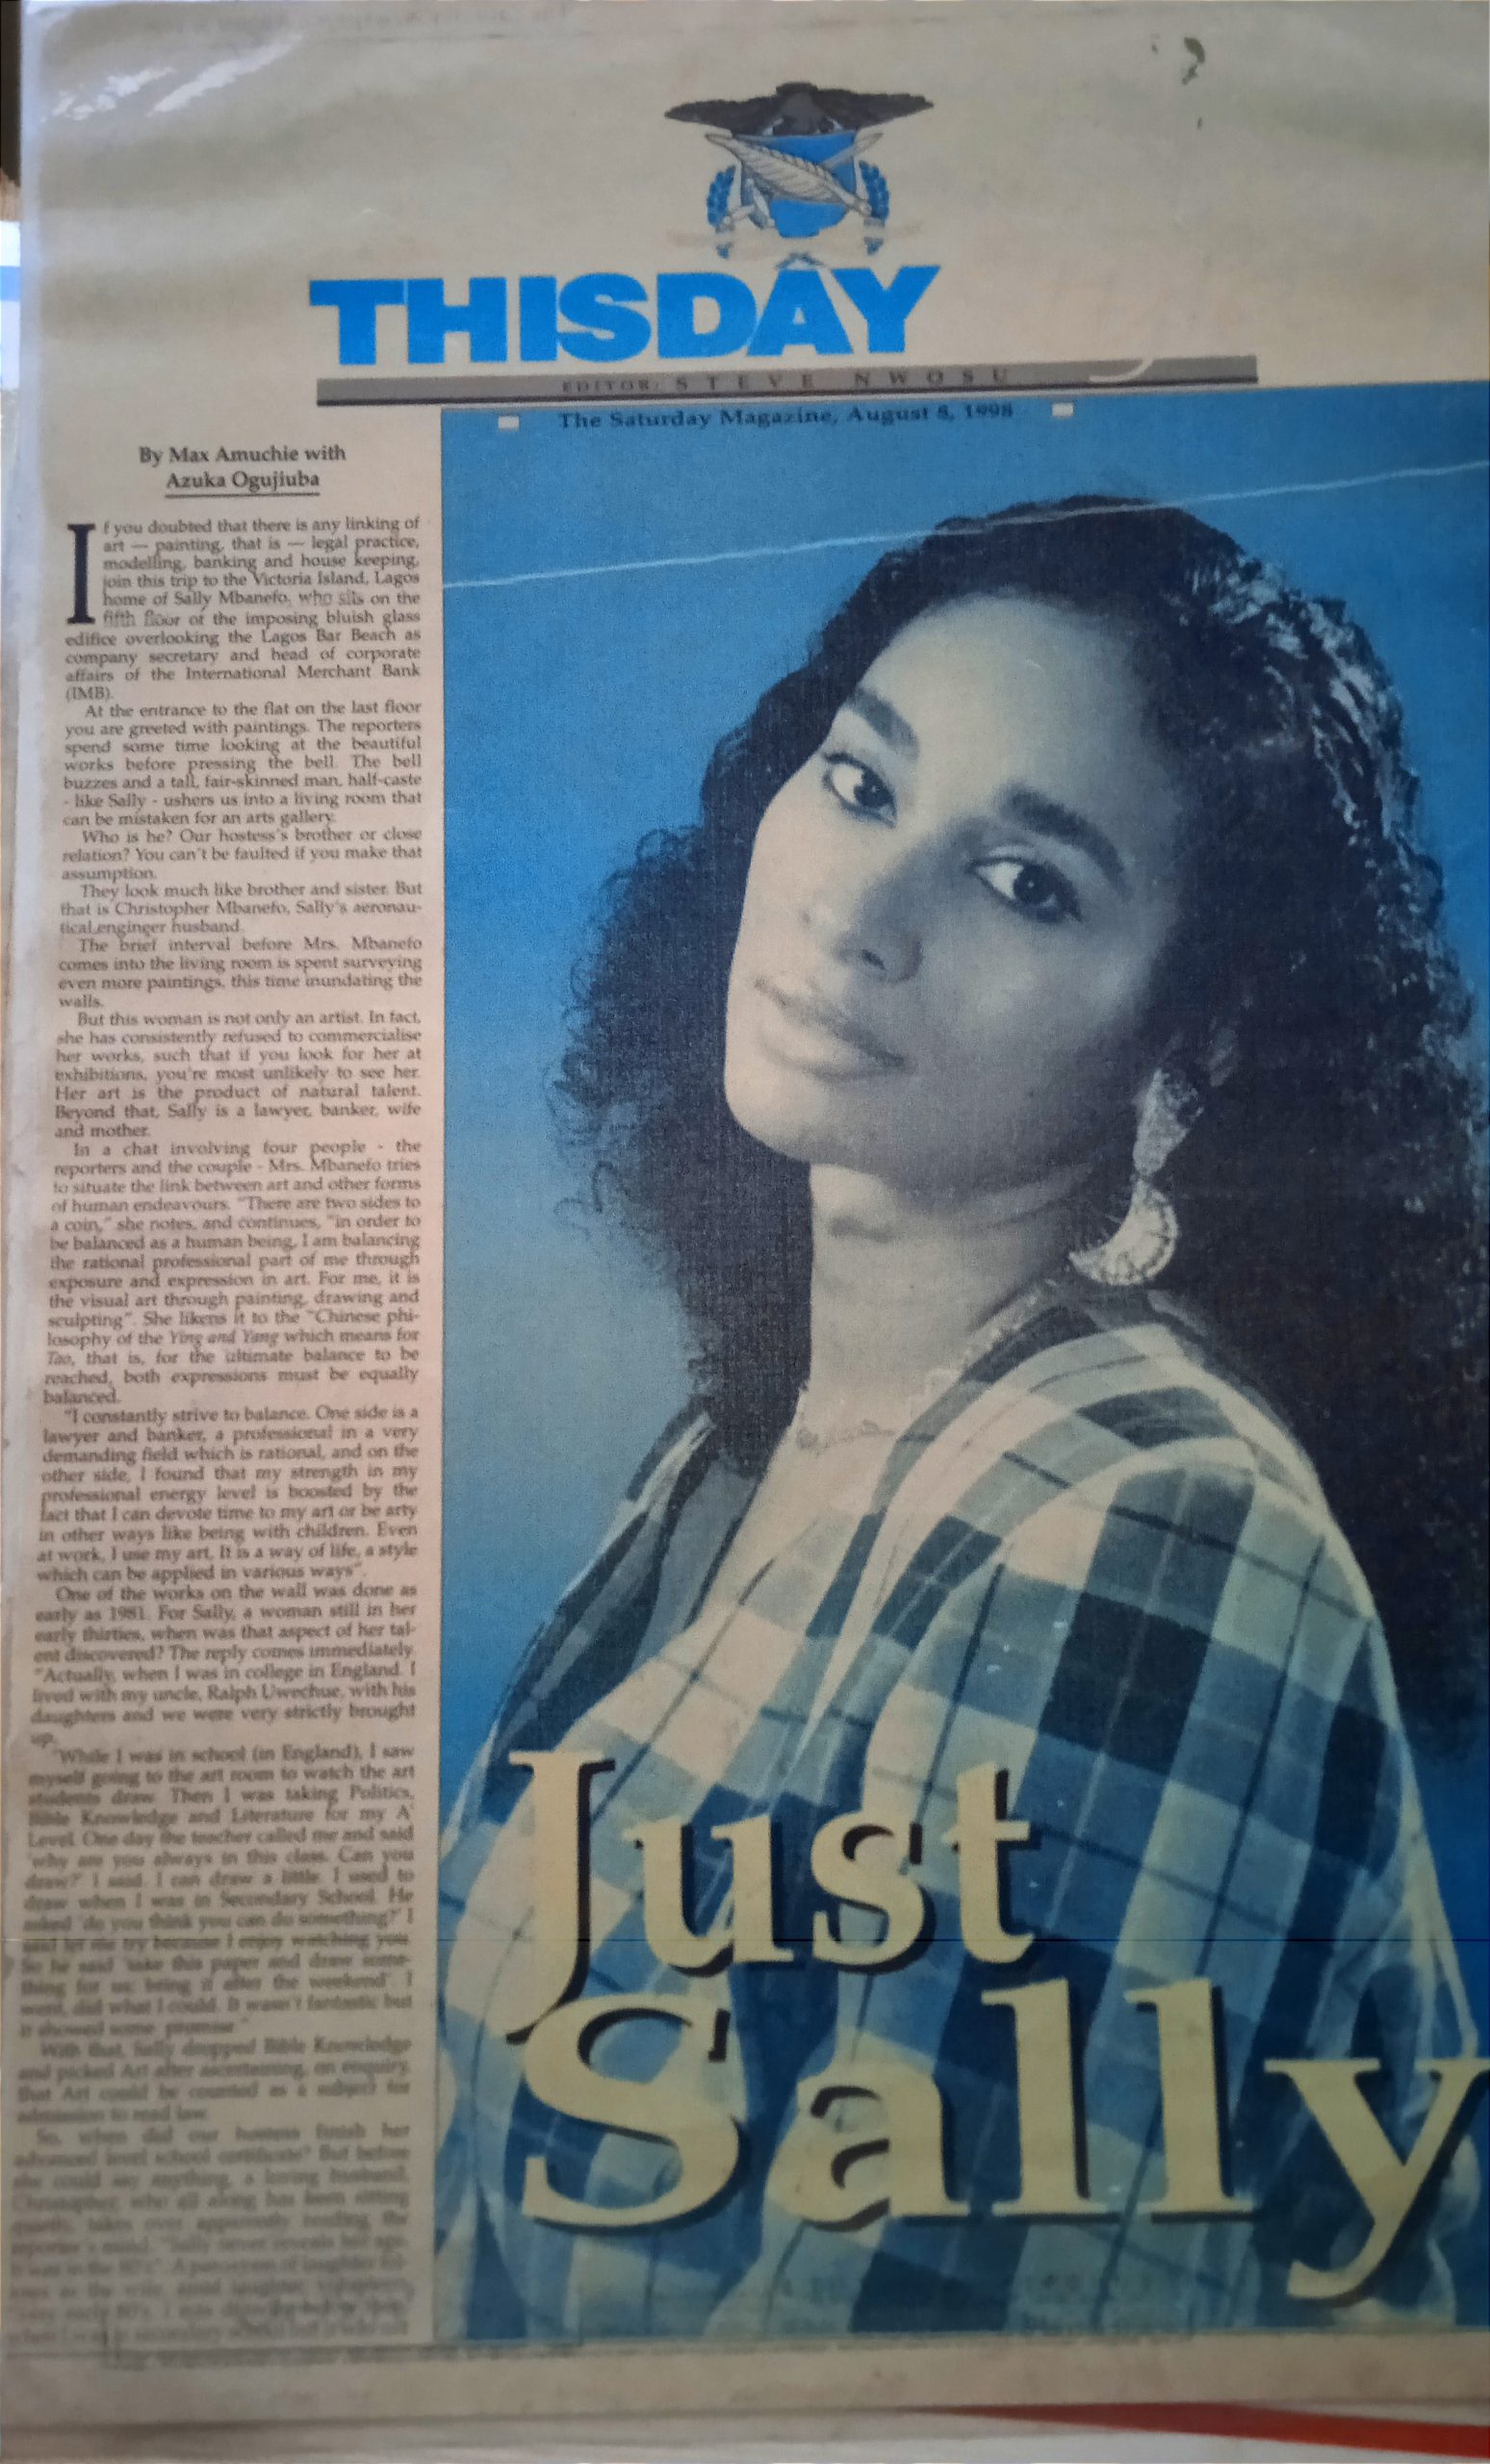 THISDAY
EDITOR: STEVE NWOSU
The Saturday Magazine, August 8, 1998
By Max Amuchie with
Azuka Ogujiuba
If you doubted that there is any linking of
art — painting, that is — legal practice,
modelling, banking and house keeping,
join this trip to the Victoria Island, Lagos
home of Sally Mbanefo, who sits on the
fifth floor of the imposing bluish glass
edifice overlooking the Lagos Bar Beach as
company secretary and head of corporate
affairs of the International Merchant Bank
(IMB).
At the entrance to the flat on the last floor
you are greeted with paintings. The reporters
spend some time looking at the beautiful
works before pressing the bell. The bell
buzzes and a tall, fair-skinned man, half-caste
- like Sally - ushers us into a living room that
can be mistaken for an arts gallery.
Who is he? Our hostess's brother or close
relation? You can't be faulted if you make that
assumption.
They look much like brother and sister. But
that is Christopher Mbanefo, Sally's aeronau-
tical enginger husband.
The brief interval before Mrs. Mbanefo
comes into the living room is spent surveying
even more paintings, this time inundating the
walls.
But this woman is not only an artist. In fact,
she has consistently refused to commercialise
her works, such that if you look for her at
exhibitions, you're most unlikely to see her.
Her art is the product of natural talent.
Beyond that, Sally is a lawyer, banker, wife
and mother.
In a chat involving four people - the
reporters and the couple - Mrs. Mbanefo tries
to situate the link between art and other forms
of human endeavours. "There are two sides to
a coin," she notes, and continues, "in order to
be balanced as a human being, I am balancing
the rational professional part of me through
exposure and expression in art. For me, it is
the visual art through painting, drawing and
sculpting". She likens it to the "Chinese phi-
losophy of the Ying and Yang which means for
Tao, that is, for the ultimate balance to be
reached, both expressions must be equally
balanced.
"I constantly strive to balance. One side is a
lawyer and banker, a professional in a very
demanding field which is rational, and on the
other side, I found that my strength in my
professional energy level is boosted by the
fact that I can devote time to my art or be arty
in other ways like being with children. Even
at work, I use my art. It is a way of life, a style
which can be applied in various ways".
One of the works on the wall was done as
early as 1981. For Sally, a woman still in her
early thirties, when was that aspect of her tal-
ent discovered? The reply comes immediately.
"Actually, when I was in college in England. I
lived with my uncle, Ralph Uwechue, with his
daughters and we were very strictly brought
up.
"While I was in school (in England), I saw
myself going to the art room to watch the art
students draw. Then I was taking Politics,
Bible Knowledge and Literature for my A'
Level. One day the teacher called me and said
'why are you always in this class. Can you
draw?' I said. I can draw a little. I used to
draw when I was in Secondary School. He
asked 'do you think you can do something?' I
said let me try because I enjoy watching you.
So he said 'take this paper and draw some-
thing for us; bring it after the weekend'. I
went, did what I could. It wasn't fantastic but
it showed some promise."
With that, Sally dropped Bible Knowledge
and picked Art after ascertaining, on enquiry,
that Art could be counted as a subject for
admission to read law.
So, when did our hostess finish her
advanced level school certificate? But before
she could say anything, a loving husband,
Christopher, who all along has been sitting
quietly, takes over apparently reading the
reporter's mind. "Sally never reveals her age.
Just
Sally